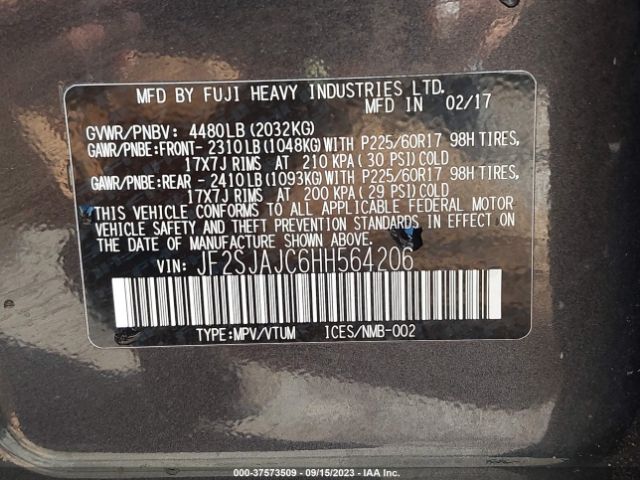 MFD BY FUJI HEAVY INDUSTRIES LTD.
MFD IN 02/17
GVWR/PNBV: 4480LB (2032KG)
GAWR/PNBE:FRONT- 2310LB (1048KG) WITH P225/60R17 98H TIRES,
17X7J RIMS AT 210 KPA (30 PSI) COLD
GAWR/PNBE:REAR - 2410LB (1093KG) WITH P225/60R17 98H TIRES,
17X7J RIMS AT 200 KPA (29 PSI) COLD
THIS VEHICLE CONFORMS TO ALL APPLICABLE FEDERAL MOTOR
VEHICLE SAFETY AND THEFT PREVENTION STANDARDS IN EFFECT
ON THE DATE OF MANUFACTURE SHOWN ABOVE.
VIN: JF2SJAJC6HH564206
TYPE:MPV/VTUM ICES/NMB-002
000-37573509 - 09/15/2023 - IAA Inc.